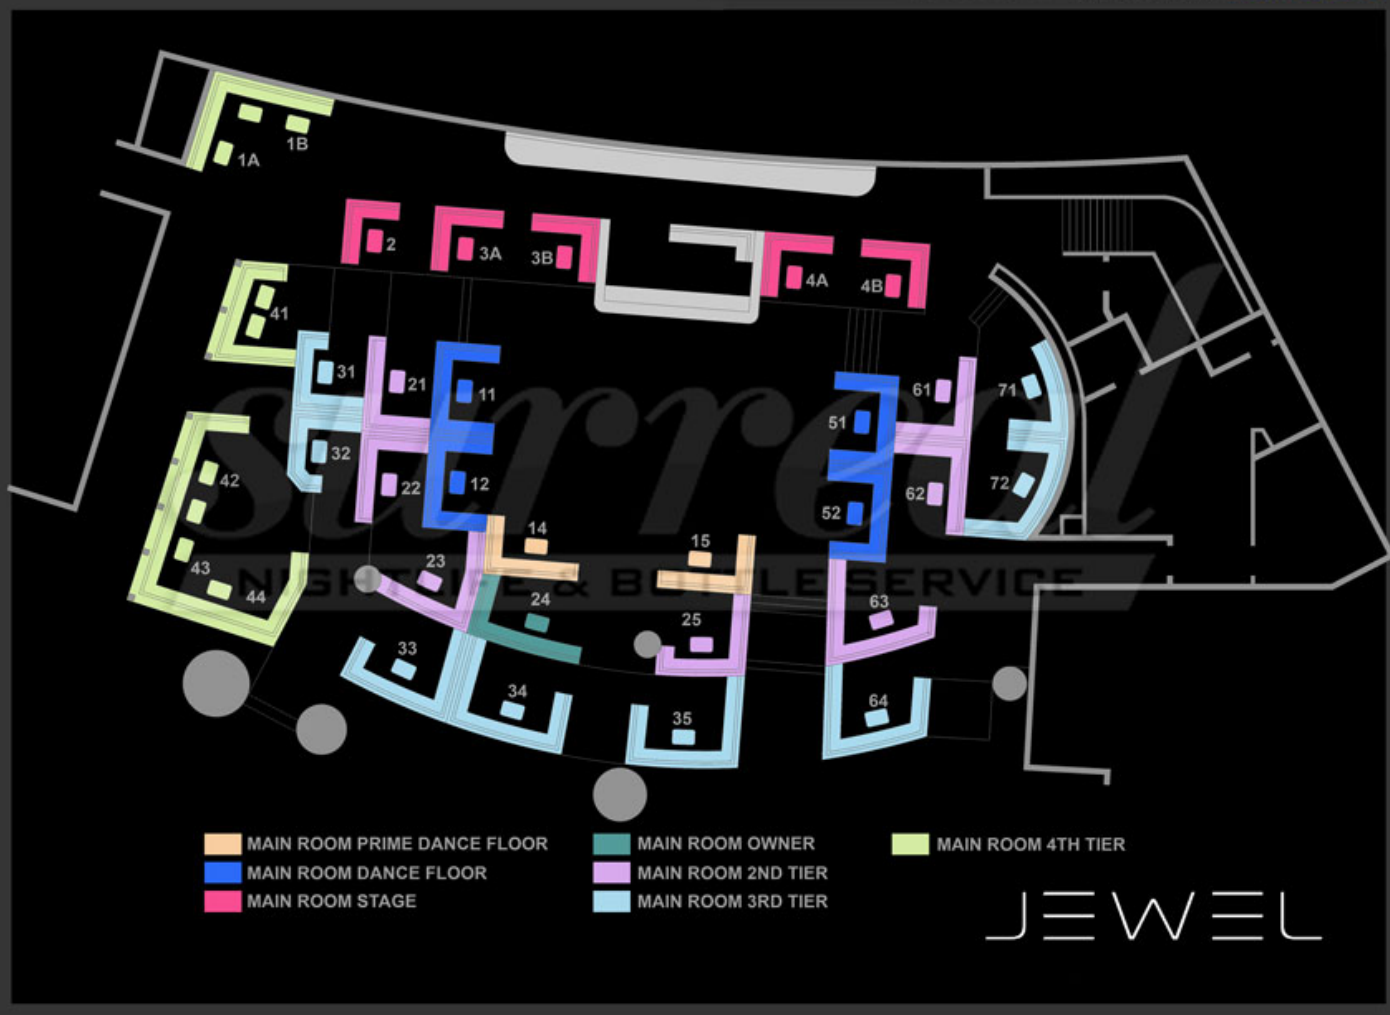 1B
1A
2
3A
3B
4A
4B
41
31
21
11
61
71
51
32
42
22
12
62
72
52
14
15
43
23
44
24
63
25
33
34
64
35
surreal
NIGHTLIFE & BOTTLE SERVICE
MAIN ROOM PRIME DANCE FLOOR
MAIN ROOM DANCE FLOOR
MAIN ROOM STAGE
MAIN ROOM OWNER
MAIN ROOM 2ND TIER
MAIN ROOM 3RD TIER
MAIN ROOM 4TH TIER
JEWEL